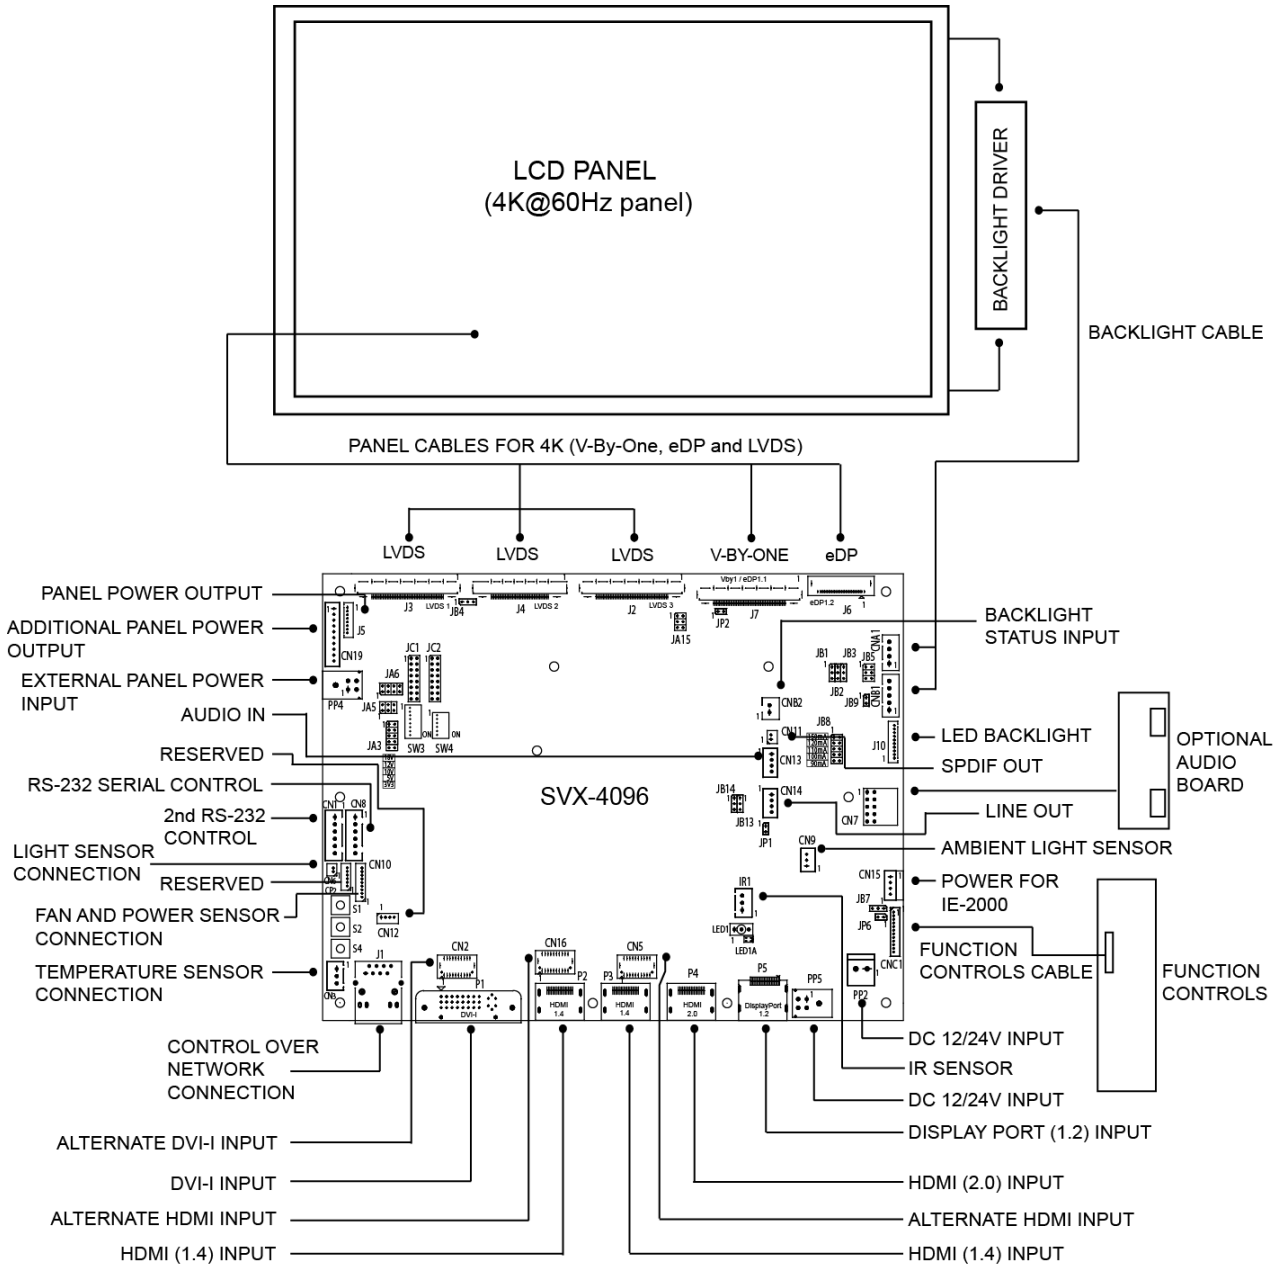 LCD PANEL
(4K@60Hz panel)
BACKLIGHT DRIVER
BACKLIGHT CABLE
PANEL CABLES FOR 4K (V-By-One, eDP and LVDS)
LVDS
LVDS
LVDS
V-BY-ONE
eDP
PANEL POWER OUTPUT
ADDITIONAL PANEL POWER
OUTPUT
EXTERNAL PANEL POWER
INPUT
AUDIO IN
RESERVED
RS-232 SERIAL CONTROL
2nd RS-232
CONTROL
LIGHT SENSOR
CONNECTION
RESERVED
FAN AND POWER SENSOR
CONNECTION
TEMPERATURE SENSOR
CONNECTION
CONTROL OVER
NETWORK
CONNECTION
ALTERNATE DVI-I INPUT
DVI-I INPUT
ALTERNATE HDMI INPUT
HDMI (1.4) INPUT
J3
LVDS 1
JB4
J4
LVDS 2
J2
LVDS 3
Vby1 / eDP1.1
J7
JP2
eDP1.2
J6
J5
CN19
PP4
JA6
JC1
JC2
JA5
JA3
SW3
ON
SW4
ON
JA15
JB1
JB3
JB5
JB2
JB9
CNA1
CNB1
CNB2
CN11
JB8
J10
CN13
SVX-4096
CN14
JB14
JB13
JP1
CN7
CN9
CN1
CN8
CN10
S1
S2
S4
CN12
J1
CN2
CN16
CN5
P1
DVI-I
P2
HDMI
1.4
P3
HDMI
1.4
P4
HDMI
2.0
P5
DisplayPort
1.2
PP5
PP2
IR1
LED1
LED1A
CN15
JB7
JP6
CNC1
BACKLIGHT
STATUS INPUT
LED BACKLIGHT
SPDIF OUT
OPTIONAL
AUDIO
BOARD
LINE OUT
AMBIENT LIGHT SENSOR
POWER FOR
IE-2000
FUNCTION
CONTROLS CABLE
FUNCTION
CONTROLS
DC 12/24V INPUT
IR SENSOR
DC 12/24V INPUT
DISPLAY PORT (1.2) INPUT
HDMI (2.0) INPUT
ALTERNATE HDMI INPUT
HDMI (1.4) INPUT